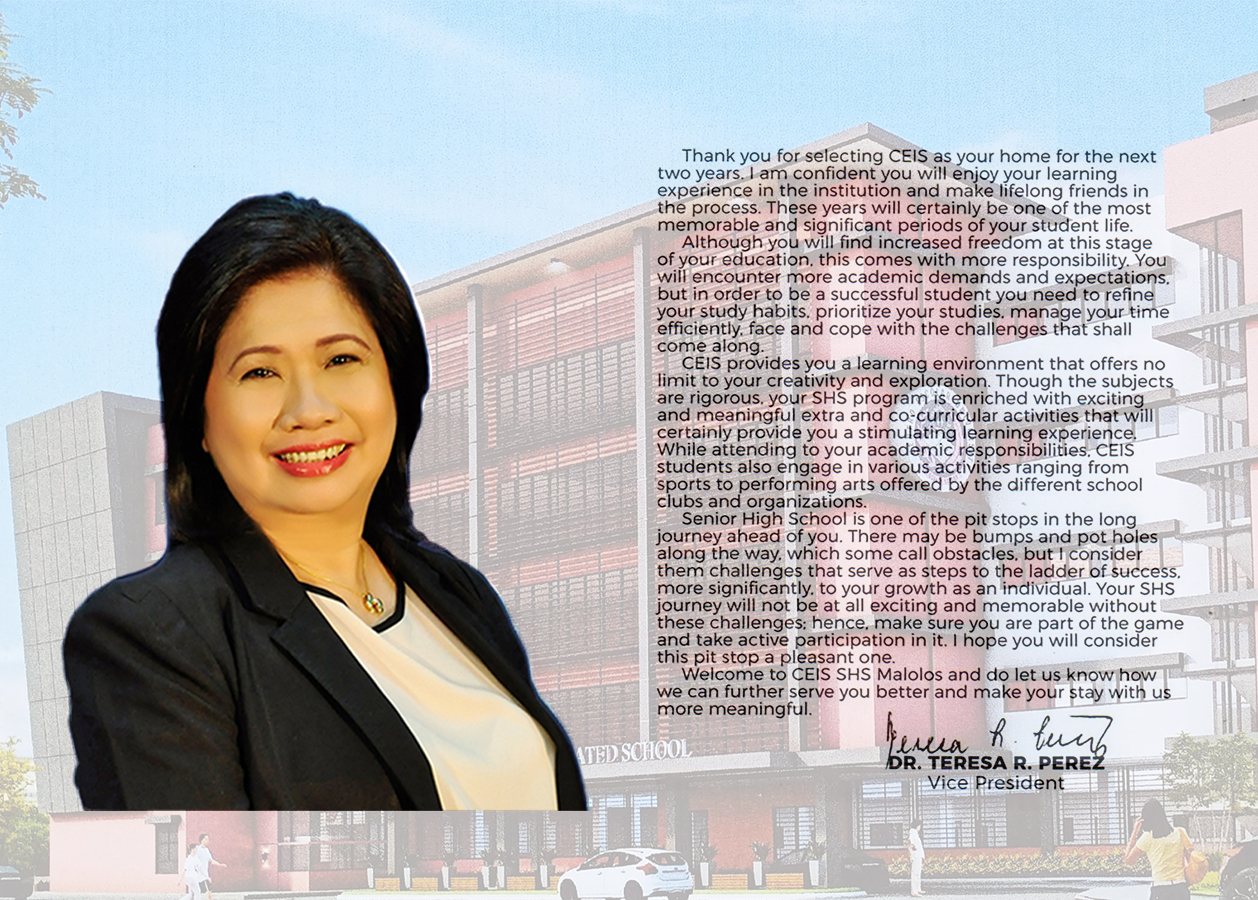 Thank you for selecting CEIS as your home for the next
two years. I am confident you will enjoy your learning
experience in the institution and make lifelong friends in
the process. These years will certainly be one of the most
memorable and significant periods of your student life.
Although you will find increased freedom at this stage
of your education, this comes with more responsibility. You
will encounter more academic demands and expectations,
but in order to be a successful student you need to refine
your study habits, prioritize your studies, manage your time
efficiently, face and cope with the challenges that shall
come along.
CEIS provides you a learning environment that offers no
limit to your creativity and exploration. Though the subjects
are rigorous, your SHS program is enriched with exciting
and meaningful extra and co-curricular activities that will
certainly provide you a stimulating learning experience.
While attending to your academic responsibilities, CEIS
students also engage in various activities ranging from
sports to performing arts offered by the different school
clubs and organizations.
Senior High School is one of the pit stops in the long
journey ahead of you. There may be bumps and pot holes
along the way, which some call obstacles, but I consider
them challenges that serve as steps to the ladder of success,
more significantly, to your growth as an individual. Your SHS
journey will not be at all exciting and memorable without
these challenges; hence, make sure you are part of the game
and take active participation in it. I hope you will consider
this pit stop a pleasant one.
Welcome to CEIS SHS Malolos and do let us know how
we can further serve you better and make your stay with us
more meaningful.
ATED SCHOOL
DR. TERESA R. PEREZ
Vice President